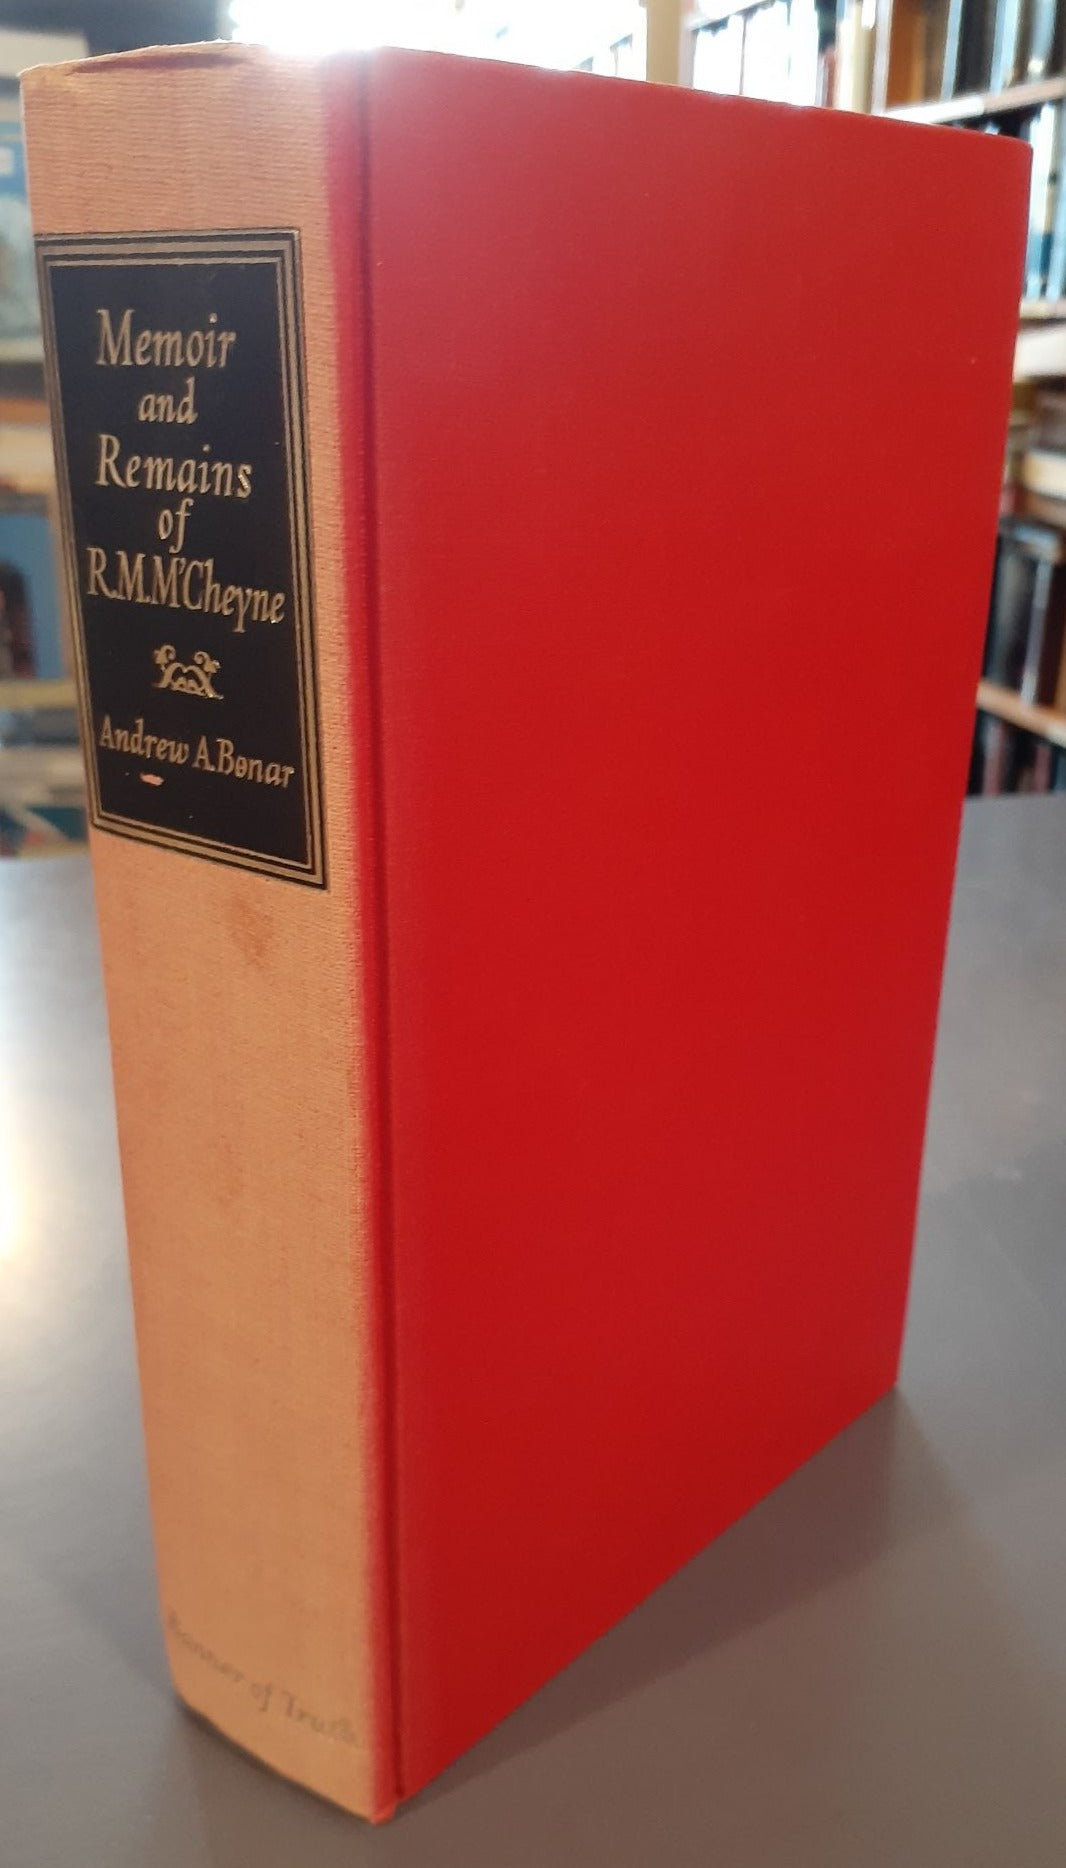 Memoir
and
Remains
of
R.M.M'Cheyne
Andrew A. Bonar
Banner of Truth